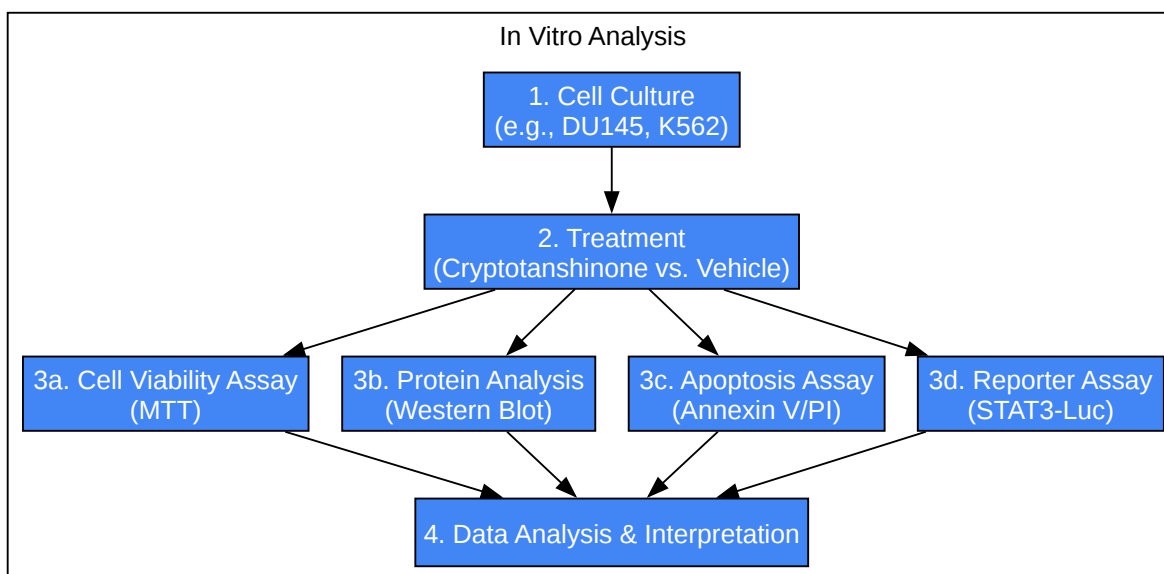 In Vitro Analysis
1. Cell Culture
(e.g., DU145, K562)
2. Treatment
(Cryptotanshinone vs. Vehicle)
3a. Cell Viability Assay
(MTT)
3b. Protein Analysis
(Western Blot)
3c. Apoptosis Assay
(Annexin V/PI)
3d. Reporter Assay
(STAT3-Luc)
4. Data Analysis & Interpretation